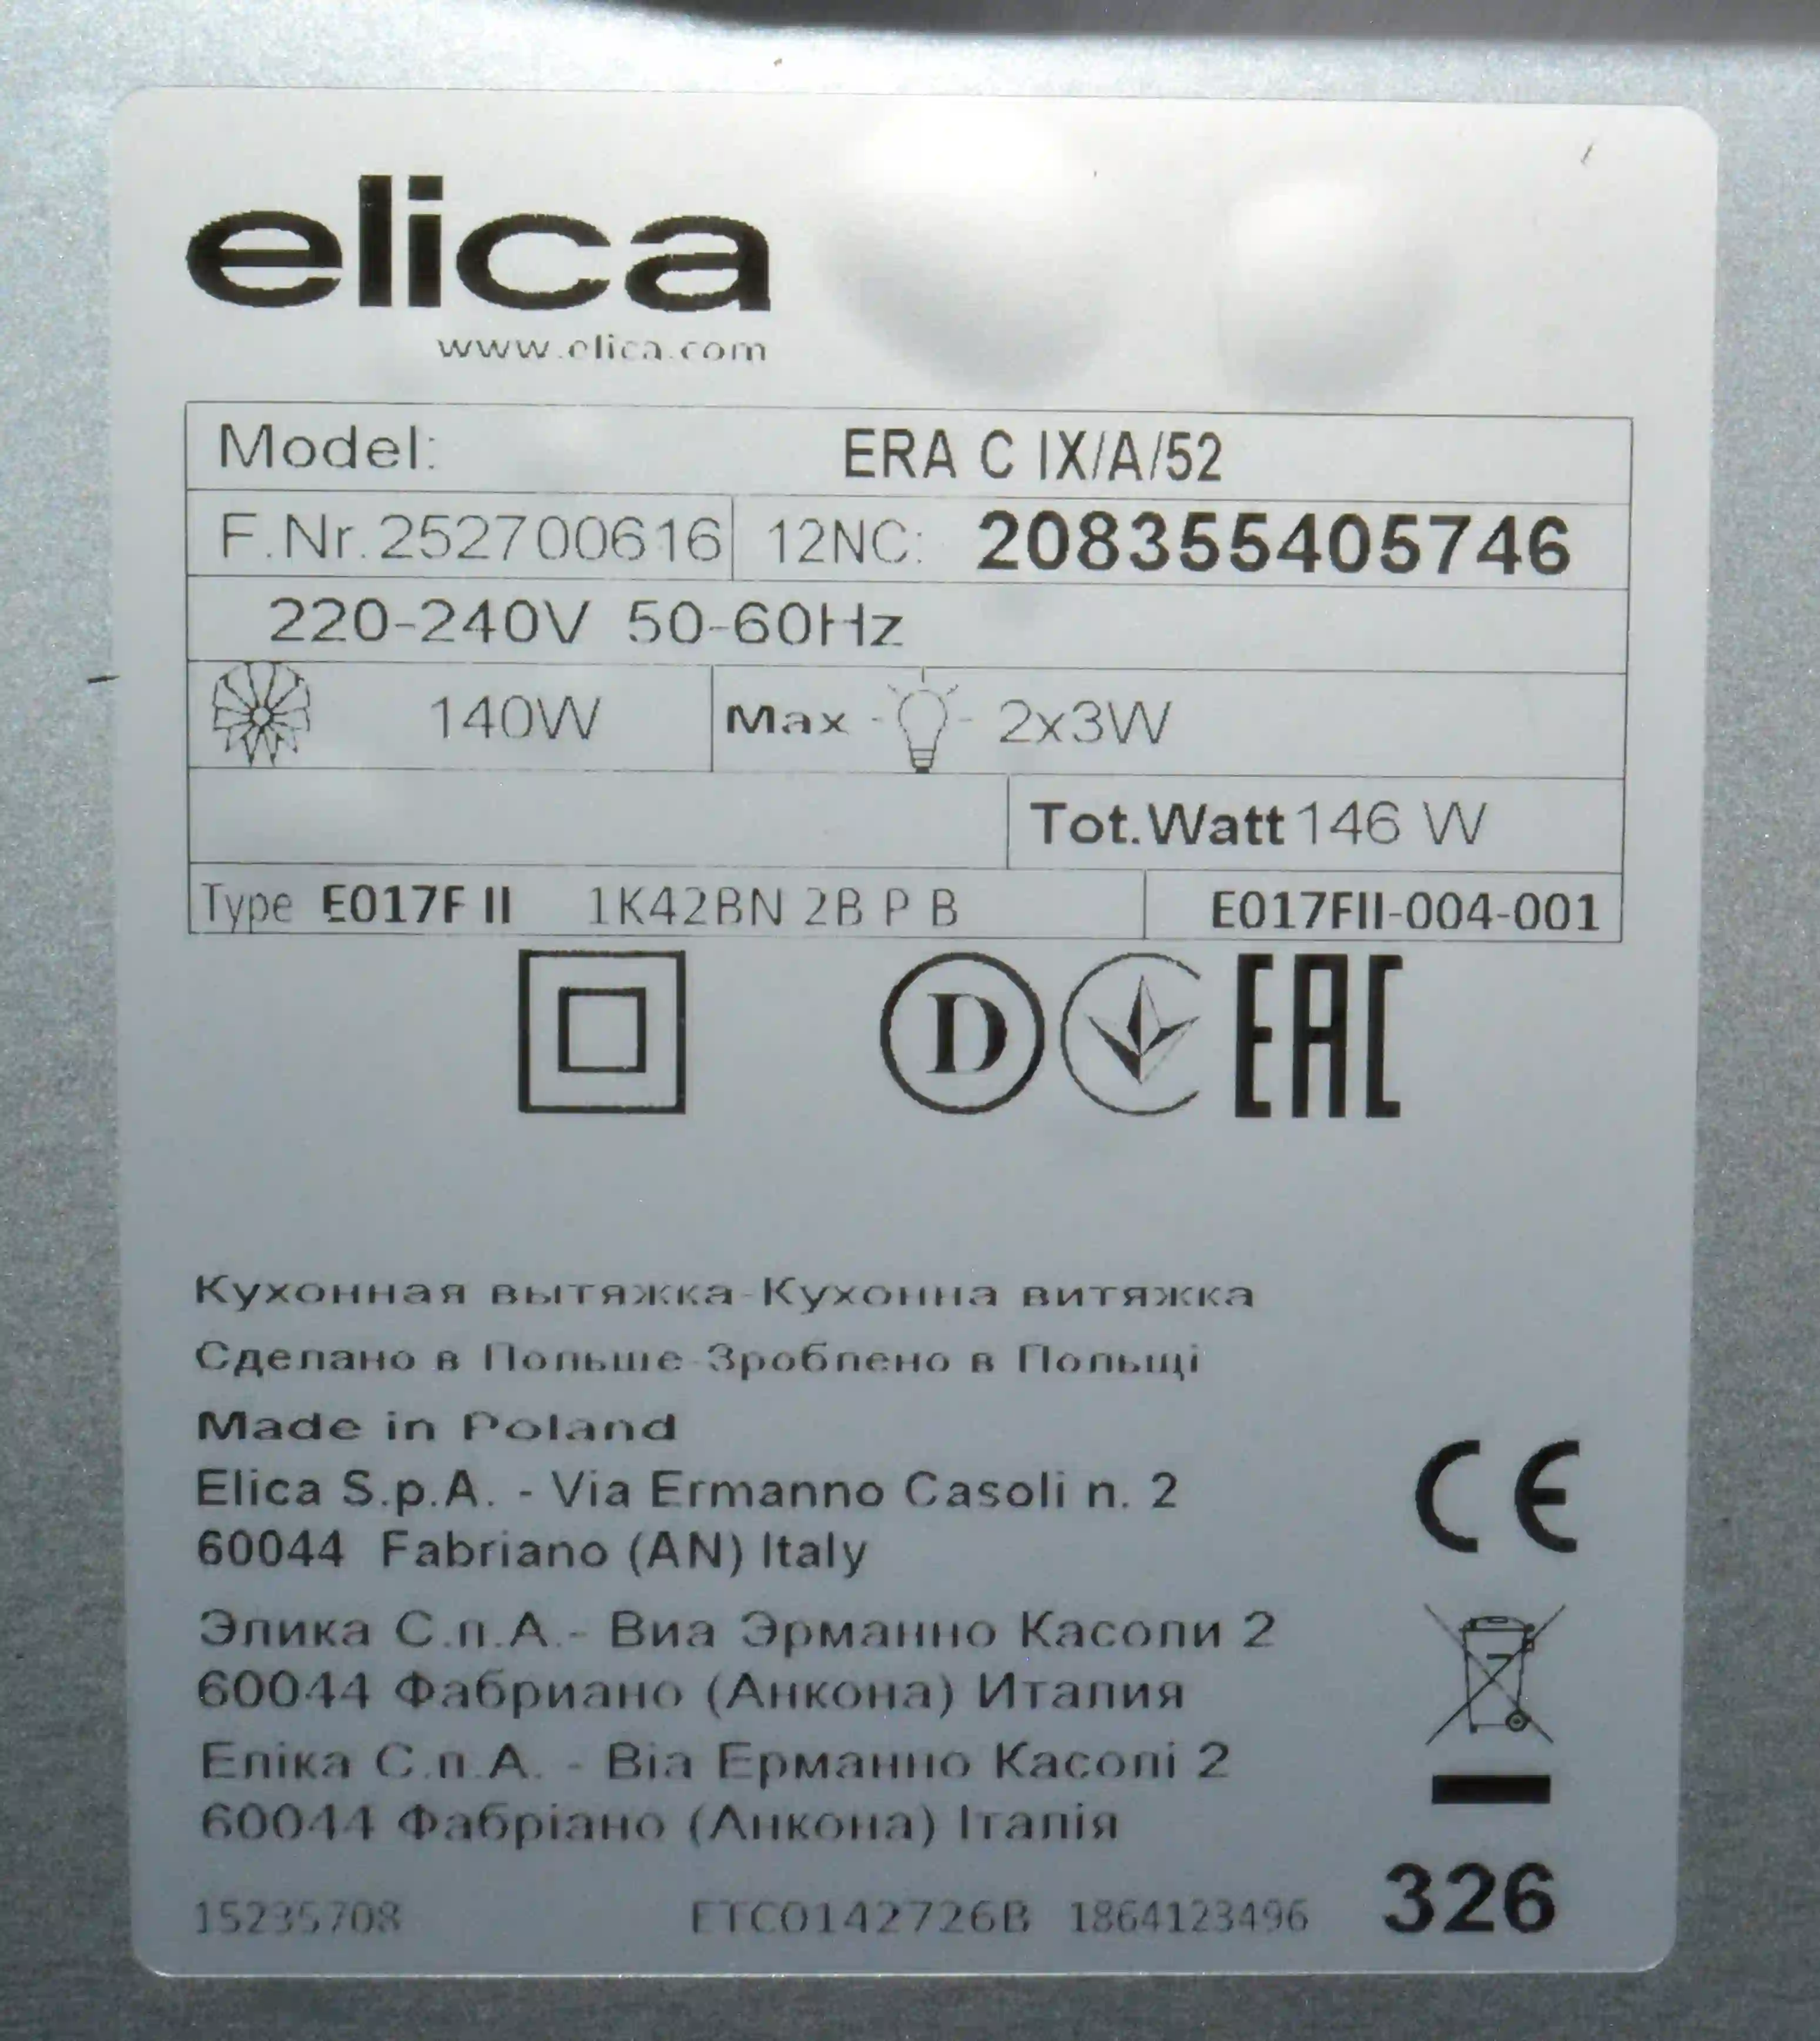 elica
www.elica.com
Model: ERA C IX/A/52
F.Nr.252700616 12NC: 208355405746
220-240V 50-60Hz
140W Max 2x3W
Tot.Watt 146 W
Type E017F II 1K42BN 2B P B E017FII-004-001
D EAC
Кухонная вытяжка-Кухонна витяжка
Сделано в Польше-Зроблено в Польщі
Made in Poland
Elica S.p.A. - Via Ermanno Casoli n. 2
60044 Fabriano (AN) Italy
CE
Элика С.п.А.- Виа Эрманно Касоли 2
60044 Фабриано (Анкона) Италия
Еліка С.п.А. - Віа Ерманно Касолі 2
60044 Фабріано (Анкона) Італія
15235708 ETC0142726B 1864123496 326